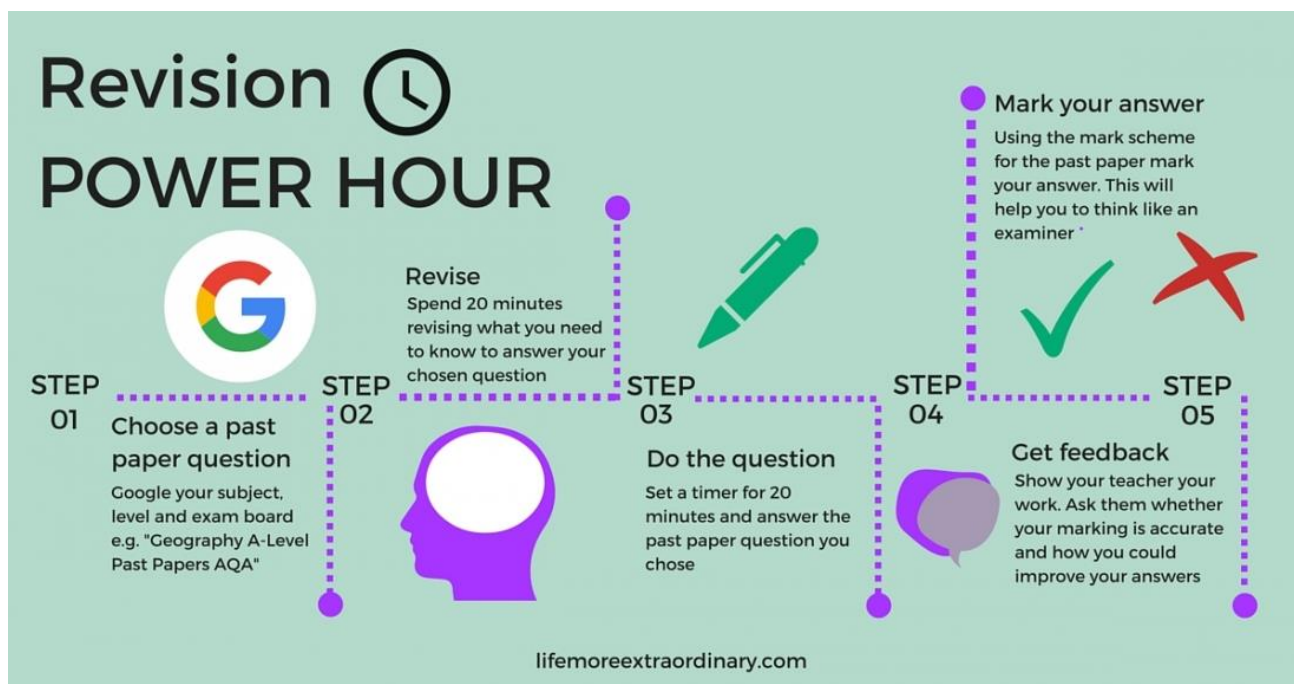 Revision
POWER HOUR
STEP
01
Choose a past
paper question
Google your subject,
level and exam board
e.g. "Geography A-Level
Past Papers AQA"
STEP
02
Revise
Spend 20 minutes
revising what you need
to know to answer your
chosen question
STEP
03
Do the question
Set a timer for 20
minutes and answer the
past paper question you
chose
STEP
04
Mark your answer
Using the mark scheme
for the past paper mark
your answer. This will
help you to think like an
examiner
STEP
05
Get feedback
Show your teacher your
work. Ask them whether
your marking is accurate
and how you could
improve your answers
lifemoreextraordinary.com